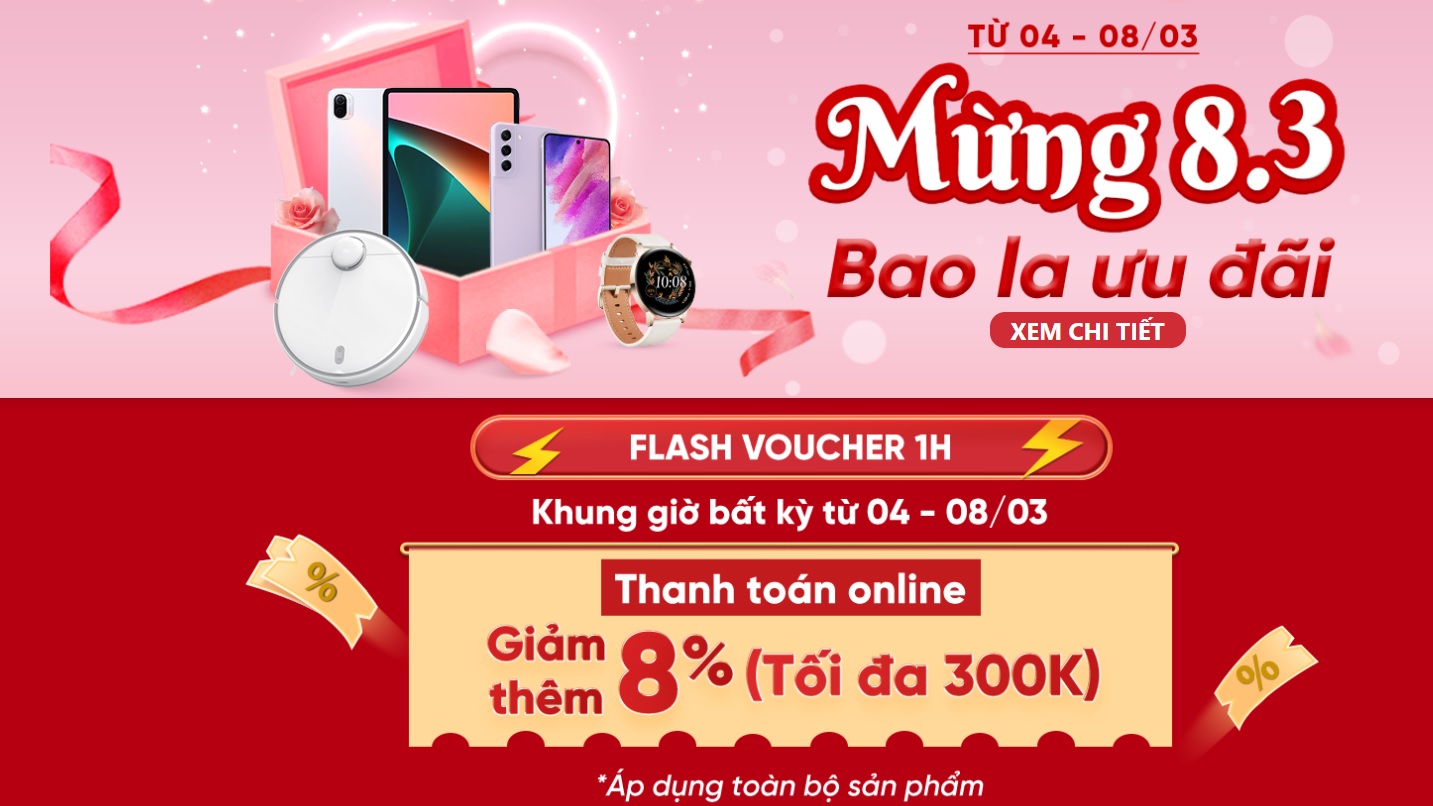 TỪ 04 - 08/03
Mừng 8.3
Bao la ưu đãi
XEM CHI TIẾT
10:08
FLASH VOUCHER 1H
Khung giờ bất kỳ từ 04 - 08/03
Thanh toán online
Giảm thêm 8% (Tối đa 300K)
%
%
*Áp dụng toàn bộ sản phẩm